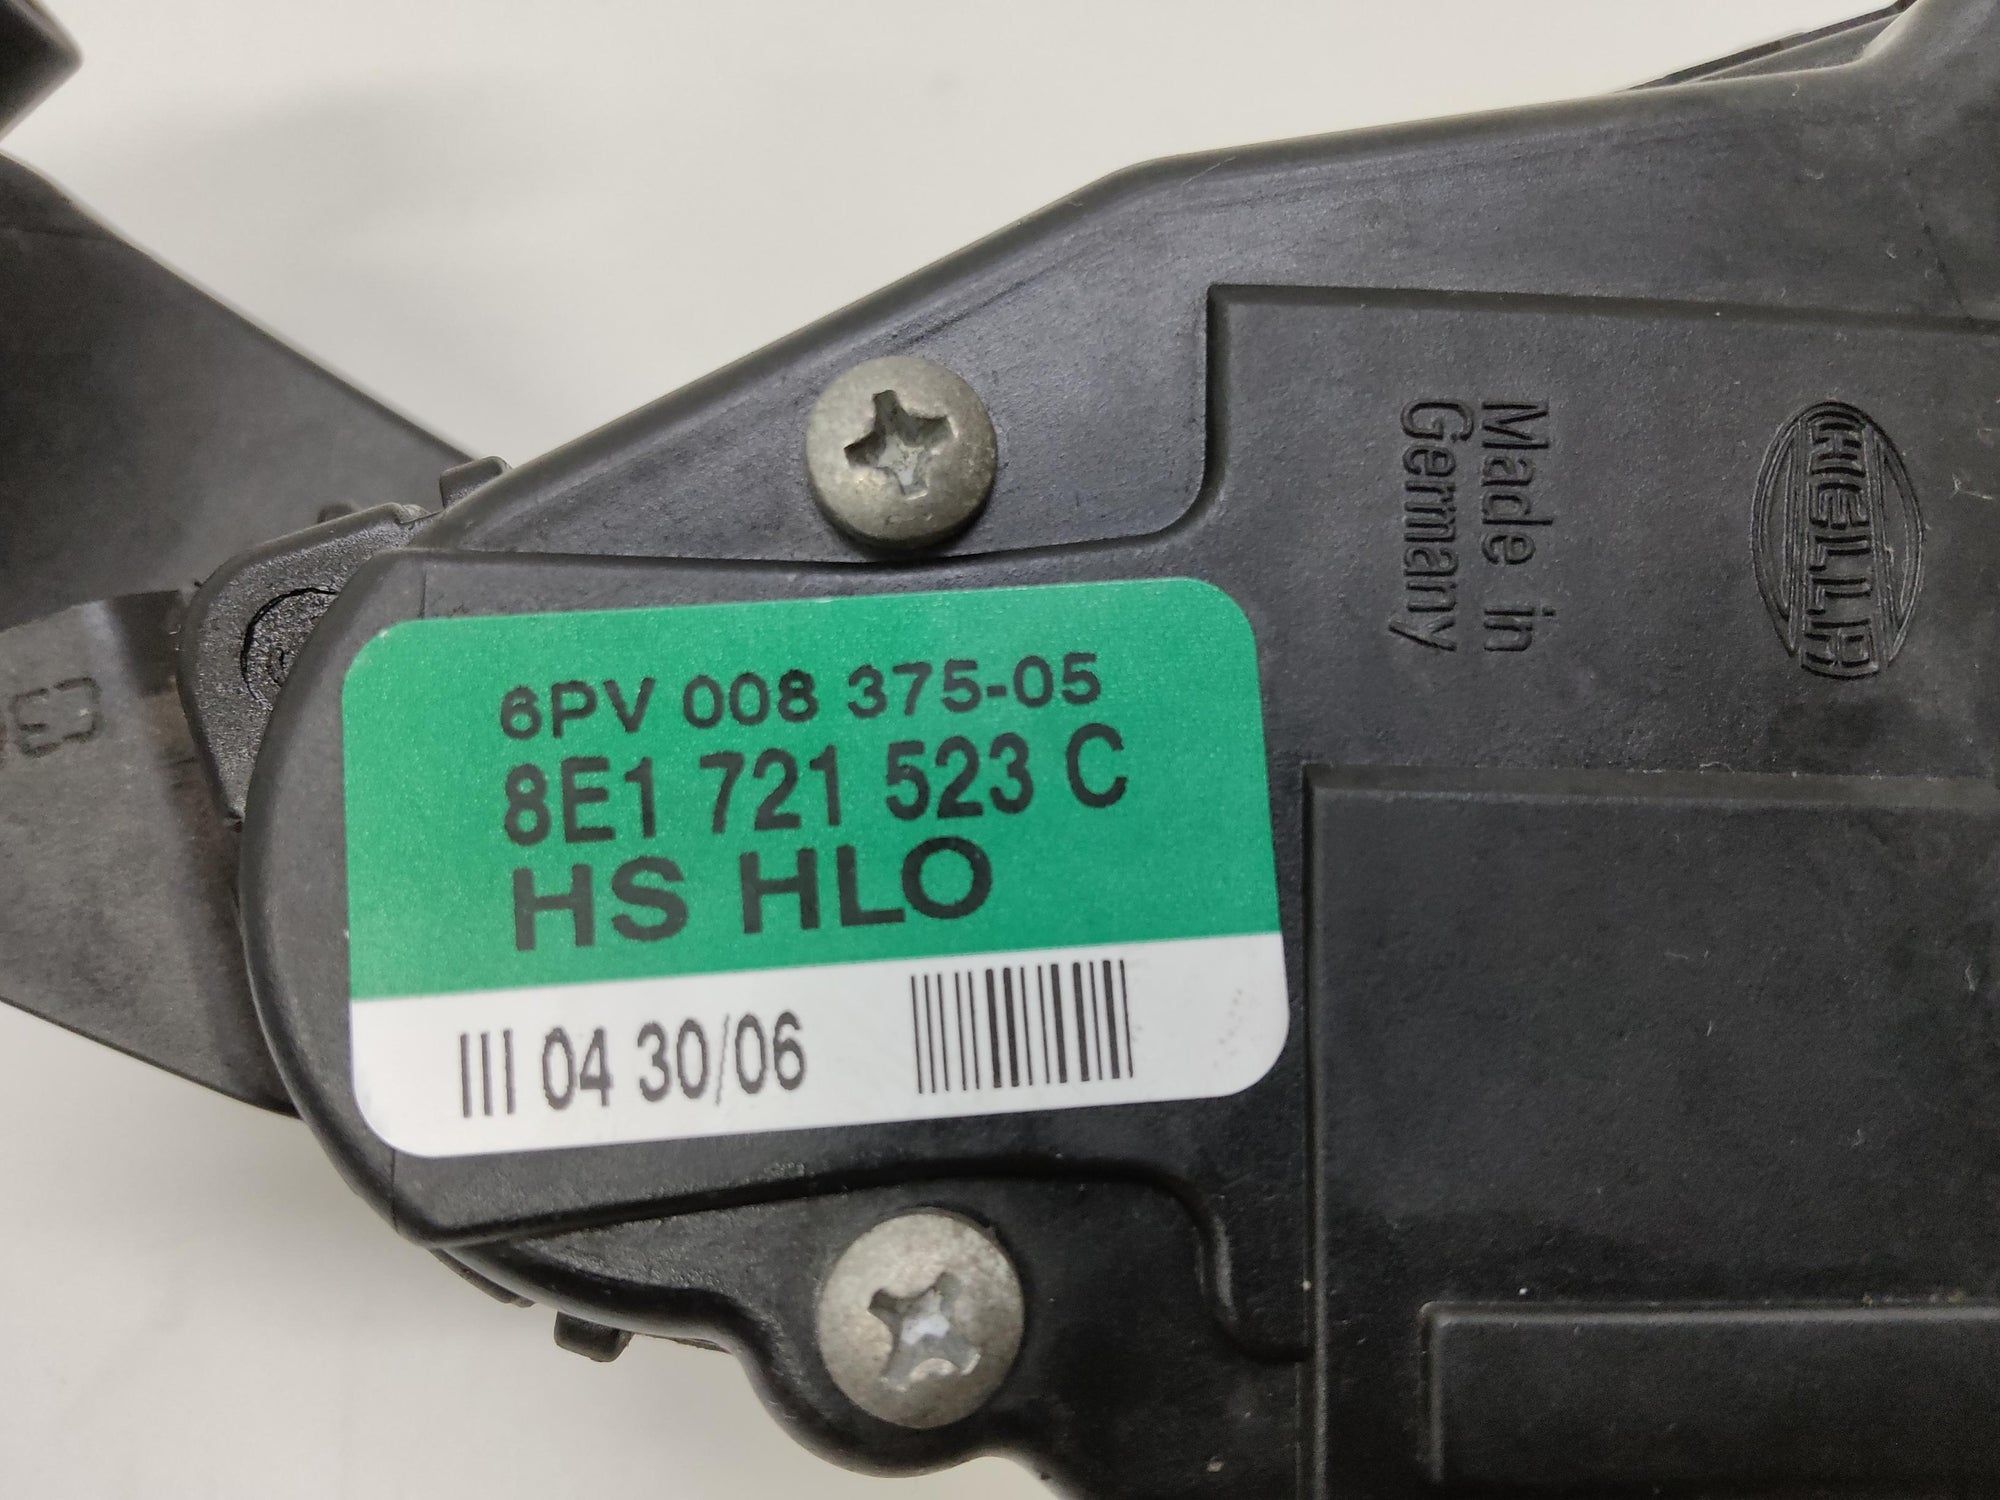 6PV 008 375-05
8E1 721 523 C
HS HLO
III 04 30/06
Made in
Germany
HELLA